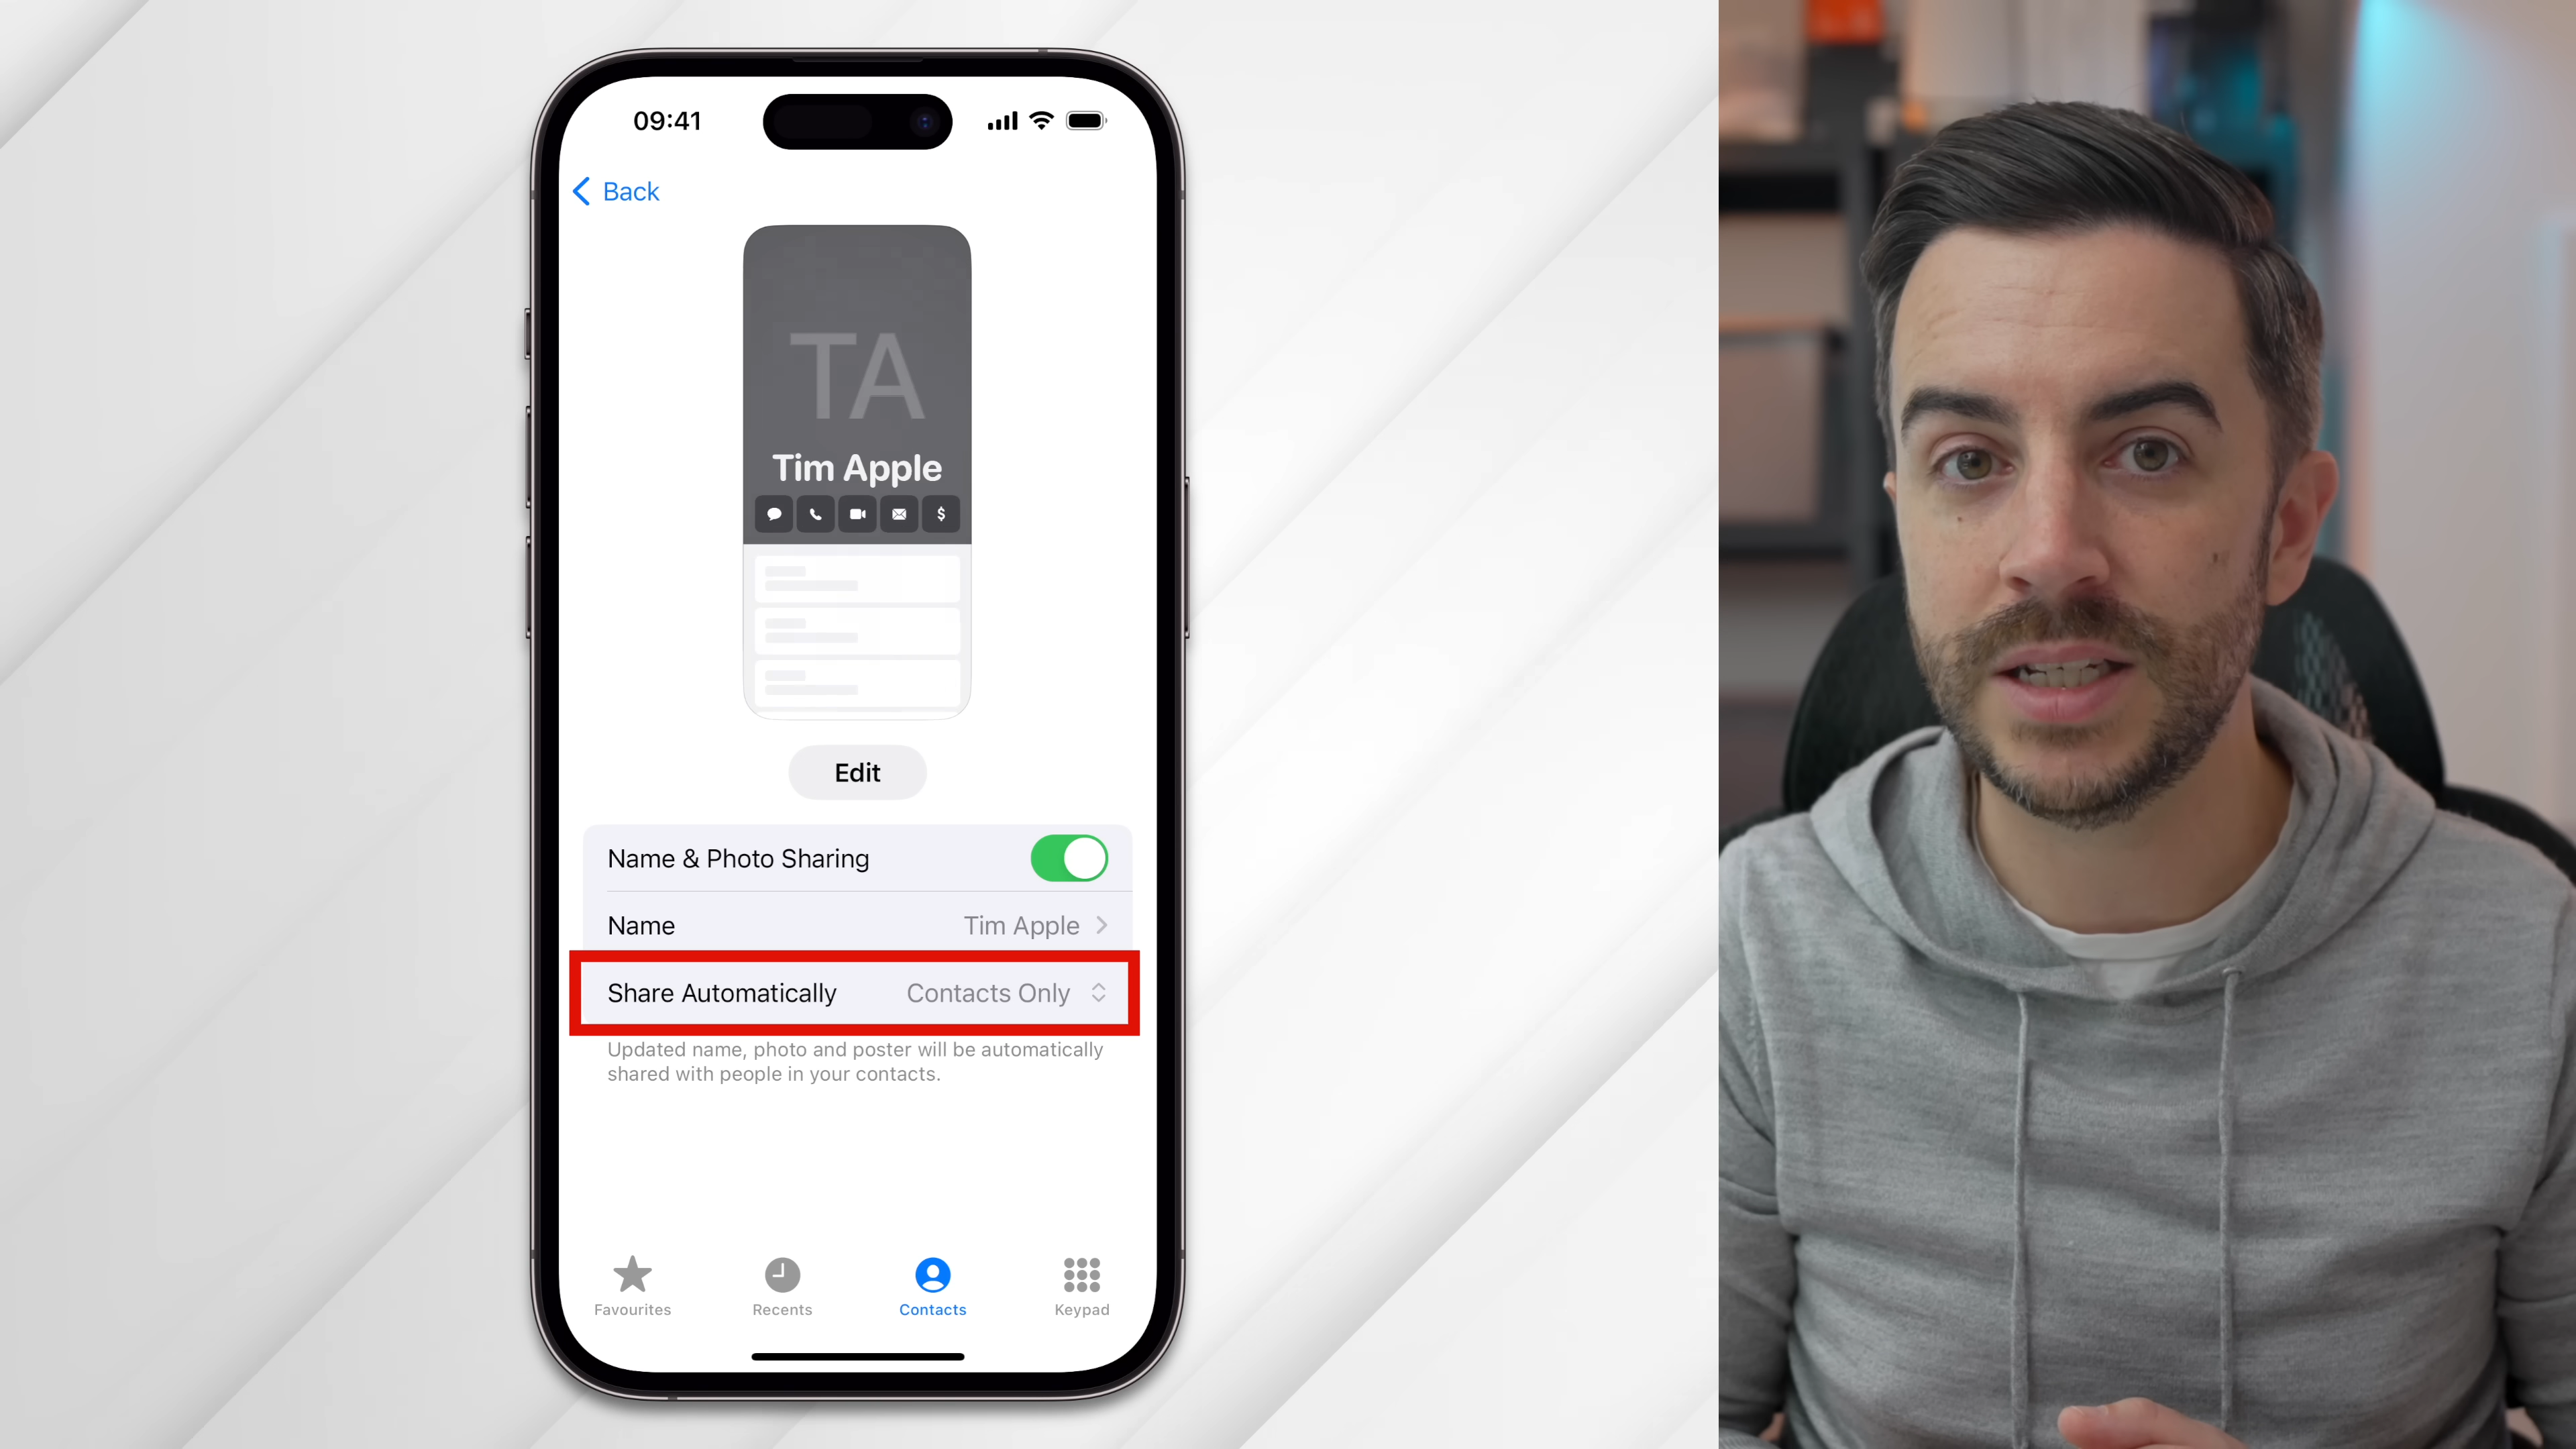 09:41
Back
TA
Tim Apple
$
Edit
Name & Photo Sharing
Name Tim Apple
Share Automatically Contacts Only
Updated name, photo and poster will be automatically
shared with people in your contacts.
Favourites Recents Contacts Keypad